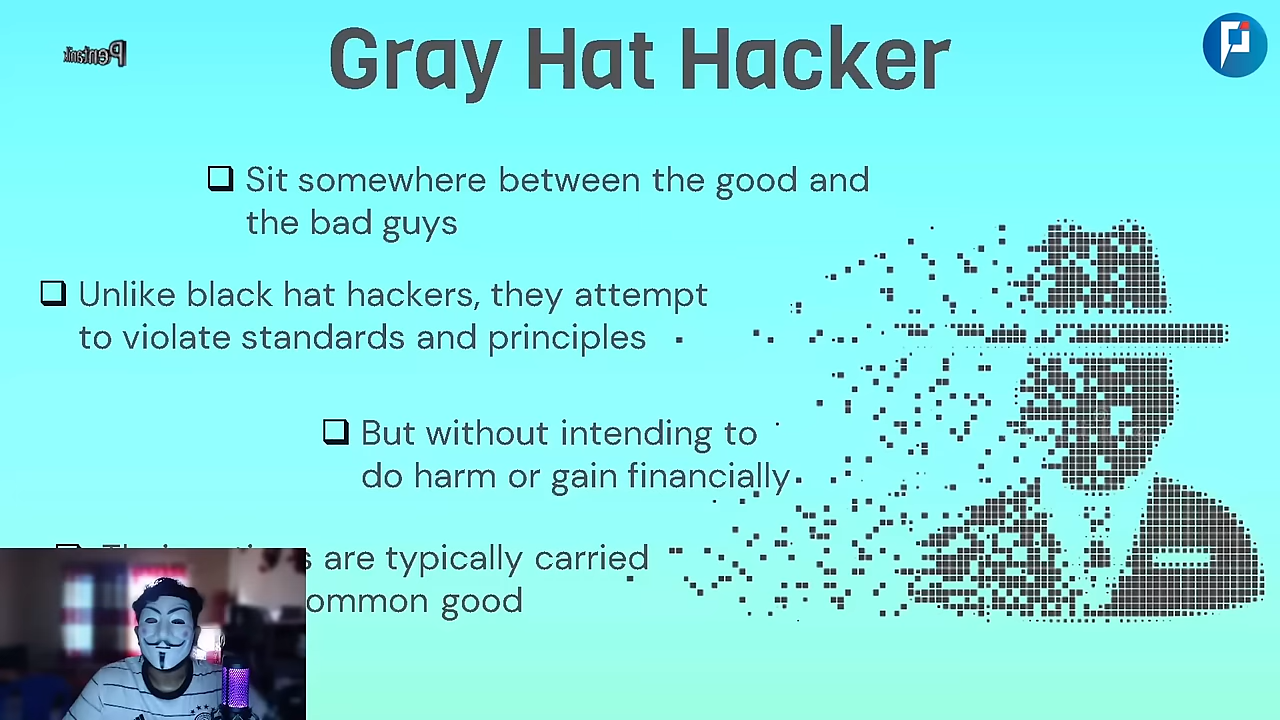 Gray Hat Hacker
Pentanik
Sit somewhere between the good and
the bad guys
Unlike black hat hackers, they attempt
to violate standards and principles
But without intending to
do harm or gain financially
are typically carried
good